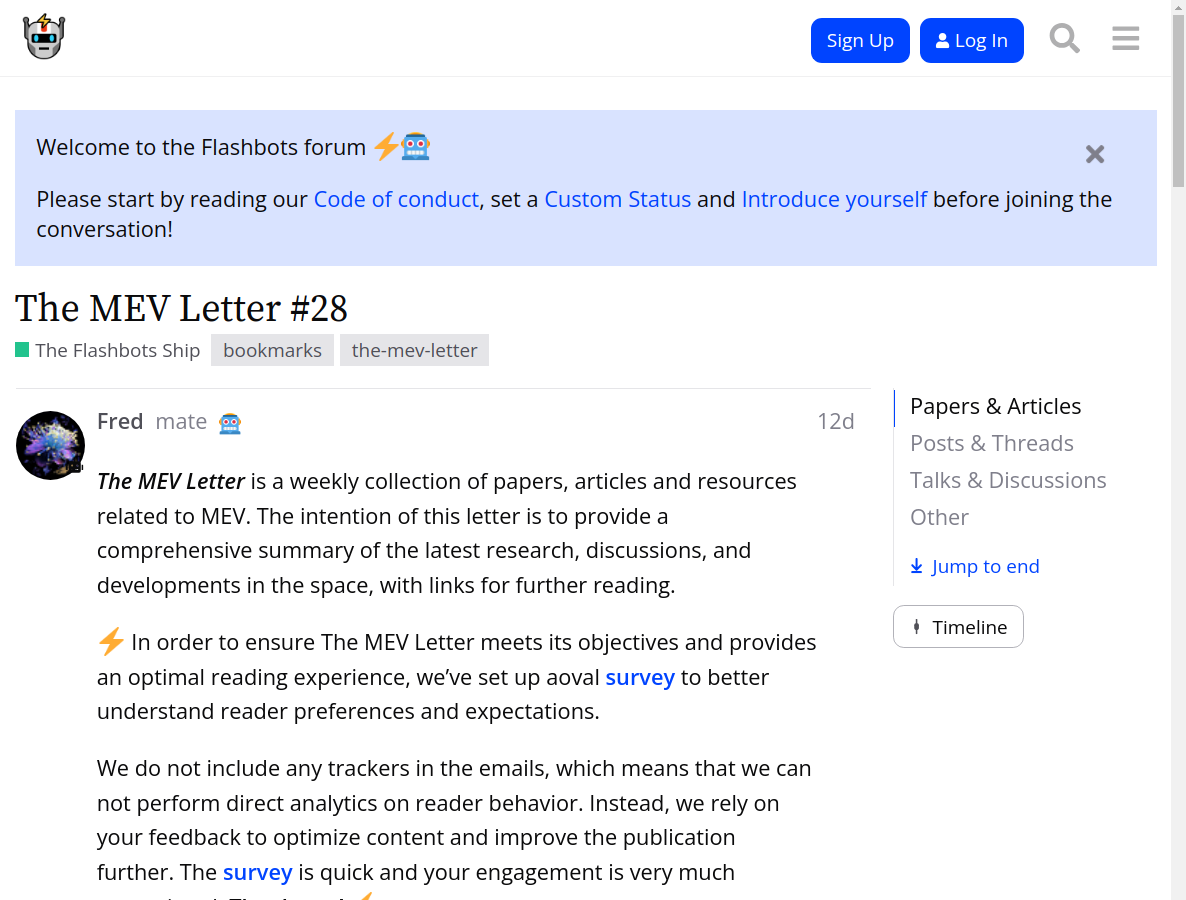 Sign Up
Log In
Welcome to the Flashbots forum
Please start by reading our Code of conduct, set a Custom Status and Introduce yourself before joining the
conversation!
The MEV Letter #28
The Flashbots Ship
bookmarks
the-mev-letter
Fred mate
12d
The MEV Letter is a weekly collection of papers, articles and resources
related to MEV. The intention of this letter is to provide a
comprehensive summary of the latest research, discussions, and
developments in the space, with links for further reading.
In order to ensure The MEV Letter meets its objectives and provides
an optimal reading experience, we’ve set up aoval survey to better
understand reader preferences and expectations.
We do not include any trackers in the emails, which means that we can
not perform direct analytics on reader behavior. Instead, we rely on
your feedback to optimize content and improve the publication
further. The survey is quick and your engagement is very much
Papers & Articles
Posts & Threads
Talks & Discussions
Other
Jump to end
Timeline